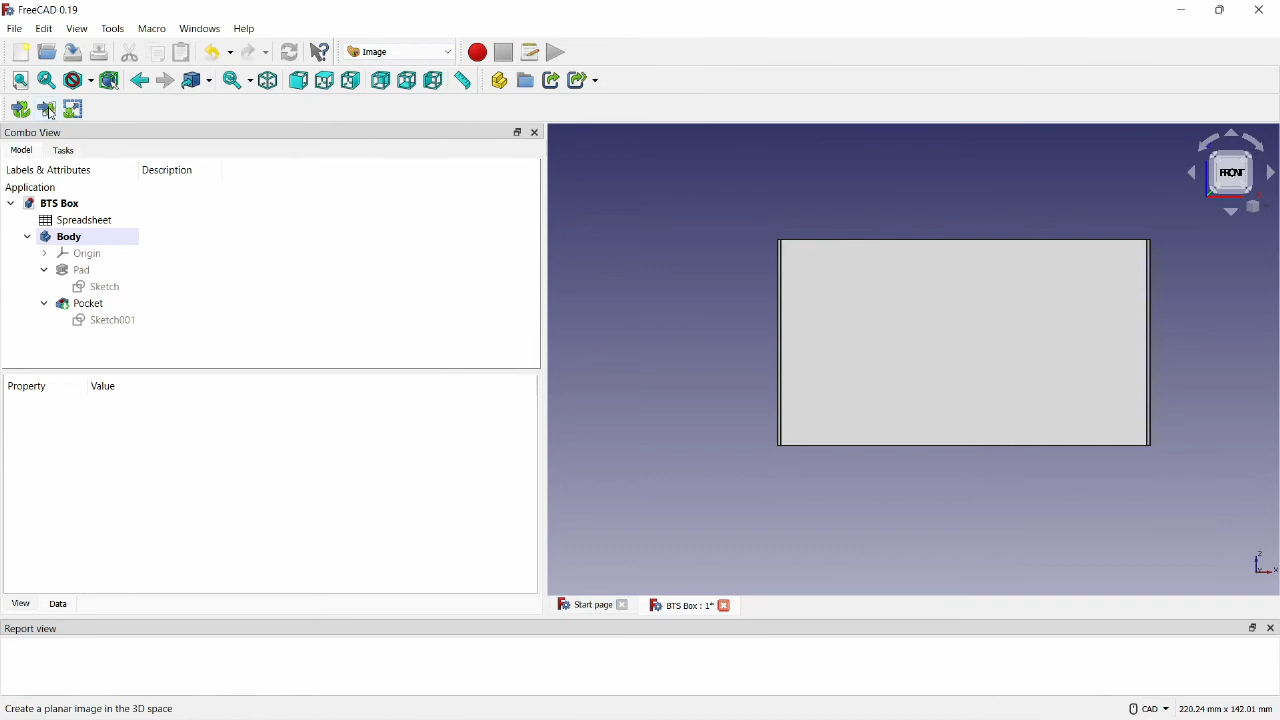 FreeCAD 0.19
File Edit View Tools Macro Windows Help
Image
Combo View
Model Tasks
Labels & Attributes Description
Application
BTS Box
Spreadsheet
Body
Origin
Pad
Sketch
Pocket
Sketch001
Property Value
View Data
FRONT
Z
X
Start page
BTS Box : 1*
Report view
Create a planar image in the 3D space
CAD
220.24 mm x 142.01 mm